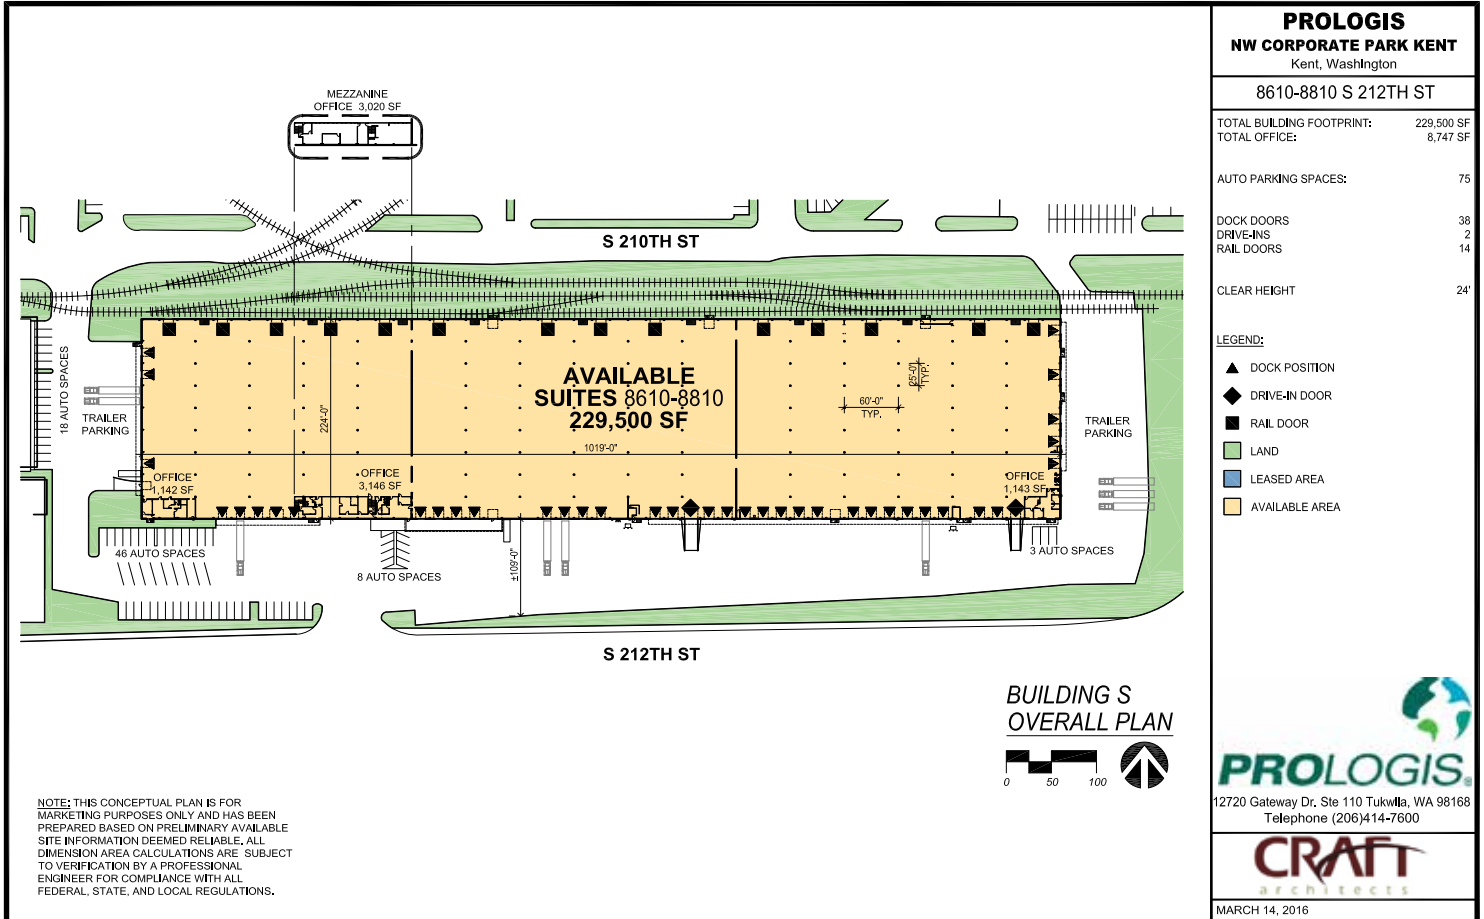 MEZZANINE
OFFICE 3,020 SF
S 210TH ST
18 AUTO SPACES
TRAILER
PARKING
AVAILABLE
SUITES 8610-8810
229,500 SF
224'-0"
1019'-0"
60'-0"
TYP.
25'-0"
TYP.
TRAILER
PARKING
OFFICE
1,142 SF
OFFICE
3,146 SF
OFFICE
1,143 SF
46 AUTO SPACES
8 AUTO SPACES
±109'-0"
3 AUTO SPACES
S 212TH ST
BUILDING S
OVERALL PLAN
0 50 100
NOTE: THIS CONCEPTUAL PLAN IS FOR
MARKETING PURPOSES ONLY AND HAS BEEN
PREPARED BASED ON PRELIMINARY AVAILABLE
SITE INFORMATION DEEMED RELIABLE. ALL
DIMENSION AREA CALCULATIONS ARE SUBJECT
TO VERIFICATION BY A PROFESSIONAL
ENGINEER FOR COMPLIANCE WITH ALL
FEDERAL, STATE, AND LOCAL REGULATIONS.
PROLOGIS
NW CORPORATE PARK KENT
Kent, Washington
8610-8810 S 212TH ST
TOTAL BUILDING FOOTPRINT: 229,500 SF
TOTAL OFFICE: 8,747 SF
AUTO PARKING SPACES: 75
DOCK DOORS 38
DRIVE-INS 2
RAIL DOORS 14
CLEAR HEIGHT 24'
LEGEND:
DOCK POSITION
DRIVE-IN DOOR
RAIL DOOR
LAND
LEASED AREA
AVAILABLE AREA
PROLOGIS®
12720 Gateway Dr. Ste 110 Tukwila, WA 98168
Telephone (206)414-7600
CRAFT
architects
MARCH 14, 2016